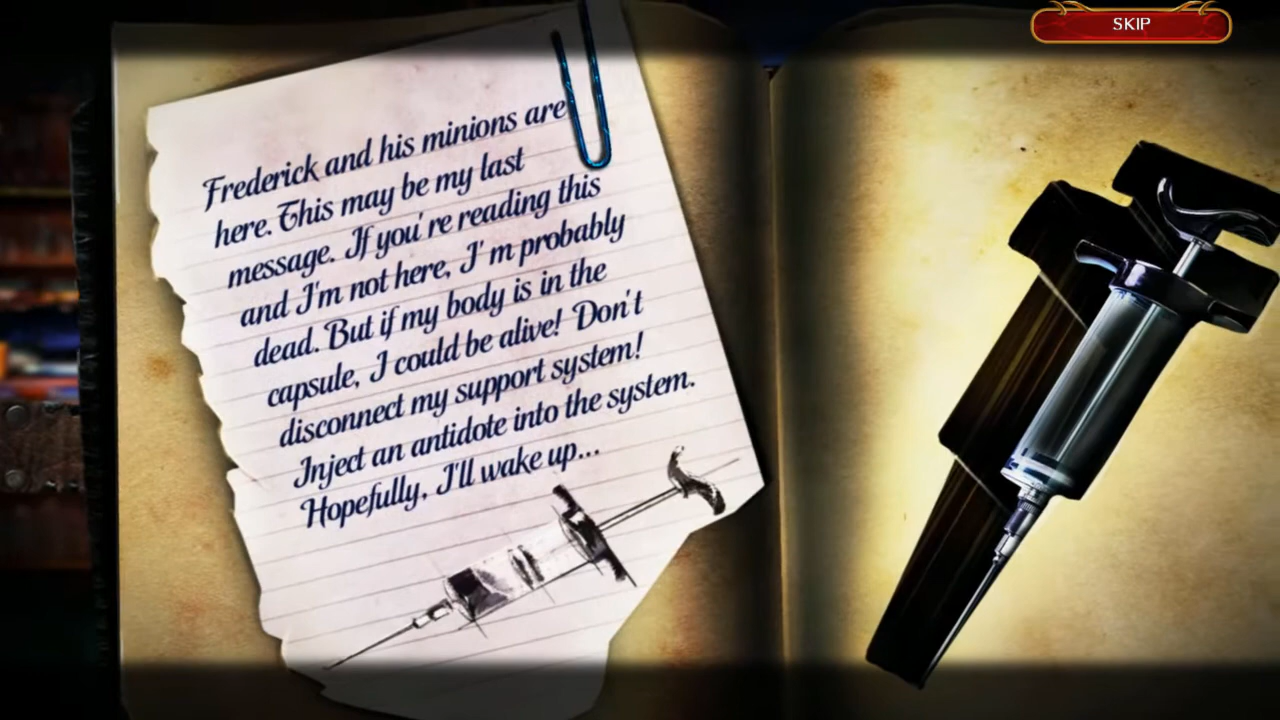 SKIP
Frederick and his minions are
here. This may be my last
message. If you're reading this
and I'm not here, I'm probably
dead. But if my body is in the
capsule, I could be alive! Don't
disconnect my support system!
Inject an antidote into the system.
Hopefully, I'll wake up...